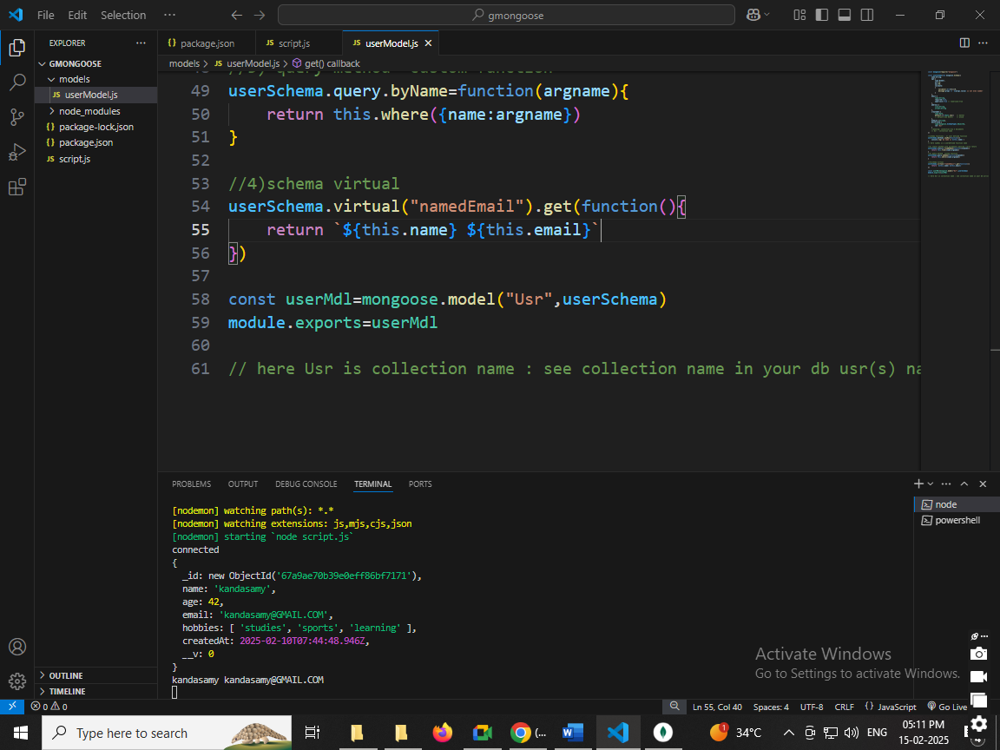 File Edit Selection ··· gmongoose
EXPLORER ···
GMONGOOSE
models
JS userModel.js
node_modules
{} package-lock.json
{} package.json
JS script.js
OUTLINE
TIMELINE
{} package.json JS script.js JS userModel.js
models > JS userModel.js > get() callback
49 userSchema.query.byName=function(argname){
50 return this.where({name:argname})
51 }
52
53 //4)schema virtual
54 userSchema.virtual("namedEmail").get(function(){
55 return `${this.name} ${this.email}`
56 })
57
58 const userMdl=mongoose.model("Usr",userSchema)
59 module.exports=userMdl
60
61 // here Usr is collection name : see collection name in your db usr(s) na
PROBLEMS OUTPUT DEBUG CONSOLE TERMINAL PORTS
[nodemon] watching path(s): *.*
[nodemon] watching extensions: js,mjs,cjs,json
[nodemon] starting `node script.js`
connected
{
_id: new ObjectId('67a9ae70b39e0eff86bf7171'),
name: 'kandasamy',
age: 42,
email: 'kandasamy@GMAIL.COM',
hobbies: [ 'studies', 'sports', 'learning' ],
createdAt: 2025-02-10T07:44:48.946Z,
__v: 0
}
kandasamy kandasamy@GMAIL.COM
node
powershell
Activate Windows
Go to Settings to activate Windows.
0 0 Ln 55, Col 40 Spaces: 4 UTF-8 CRLF {} JavaScript Go Live
Type here to search (... 1 34°C ENG 05:11 PM
15-02-2025